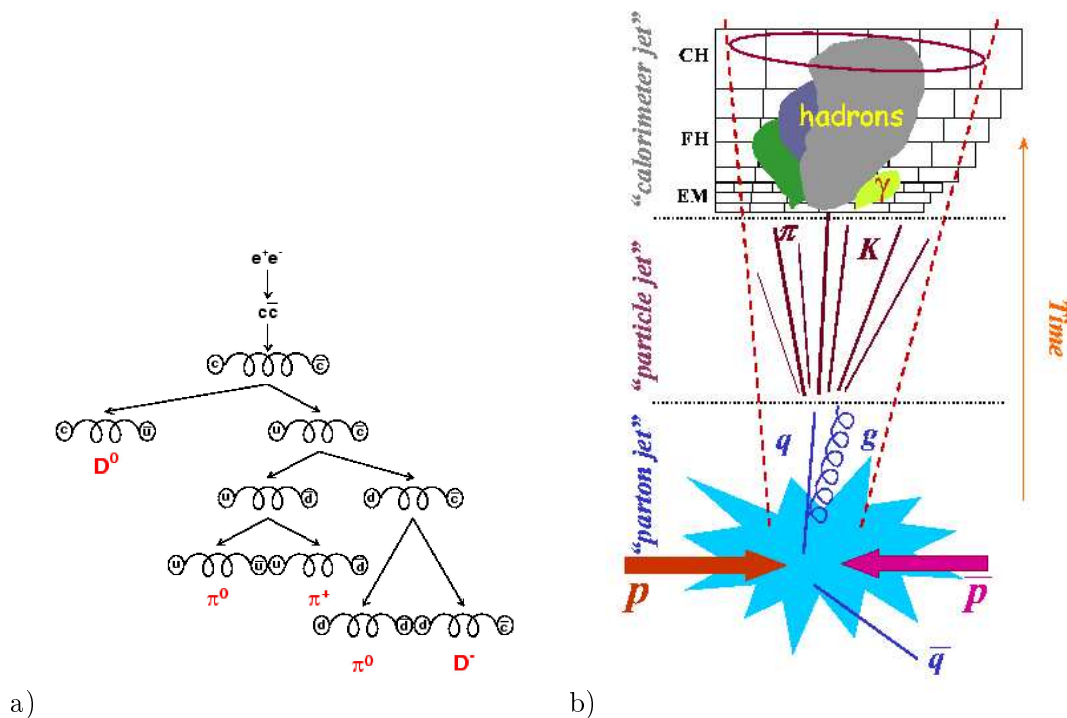 e⁺e⁻
cc̅
c c̅
c u̅
D⁰
u c̅
u d̅
d c̅
u u̅ u d̅
π⁰ π⁺
d d̅ d c̅
π⁰ D⁻
a)
"calorimeter jet"
CH
FH
EM
hadrons
γ
"particle jet"
π
K
"parton jet"
q
g
p
p̅
q̅
Time
b)